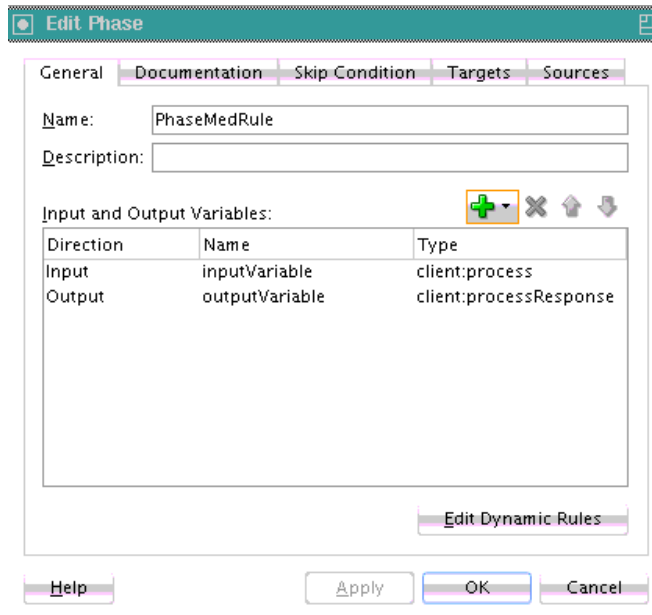 Edit Phase
General Documentation Skip Condition Targets Sources
Name: PhaseMedRule
Description:
Input and Output Variables:
Direction Name Type
Input inputVariable client:process
Output outputVariable client:processResponse
Edit Dynamic Rules
Help Apply OK Cancel